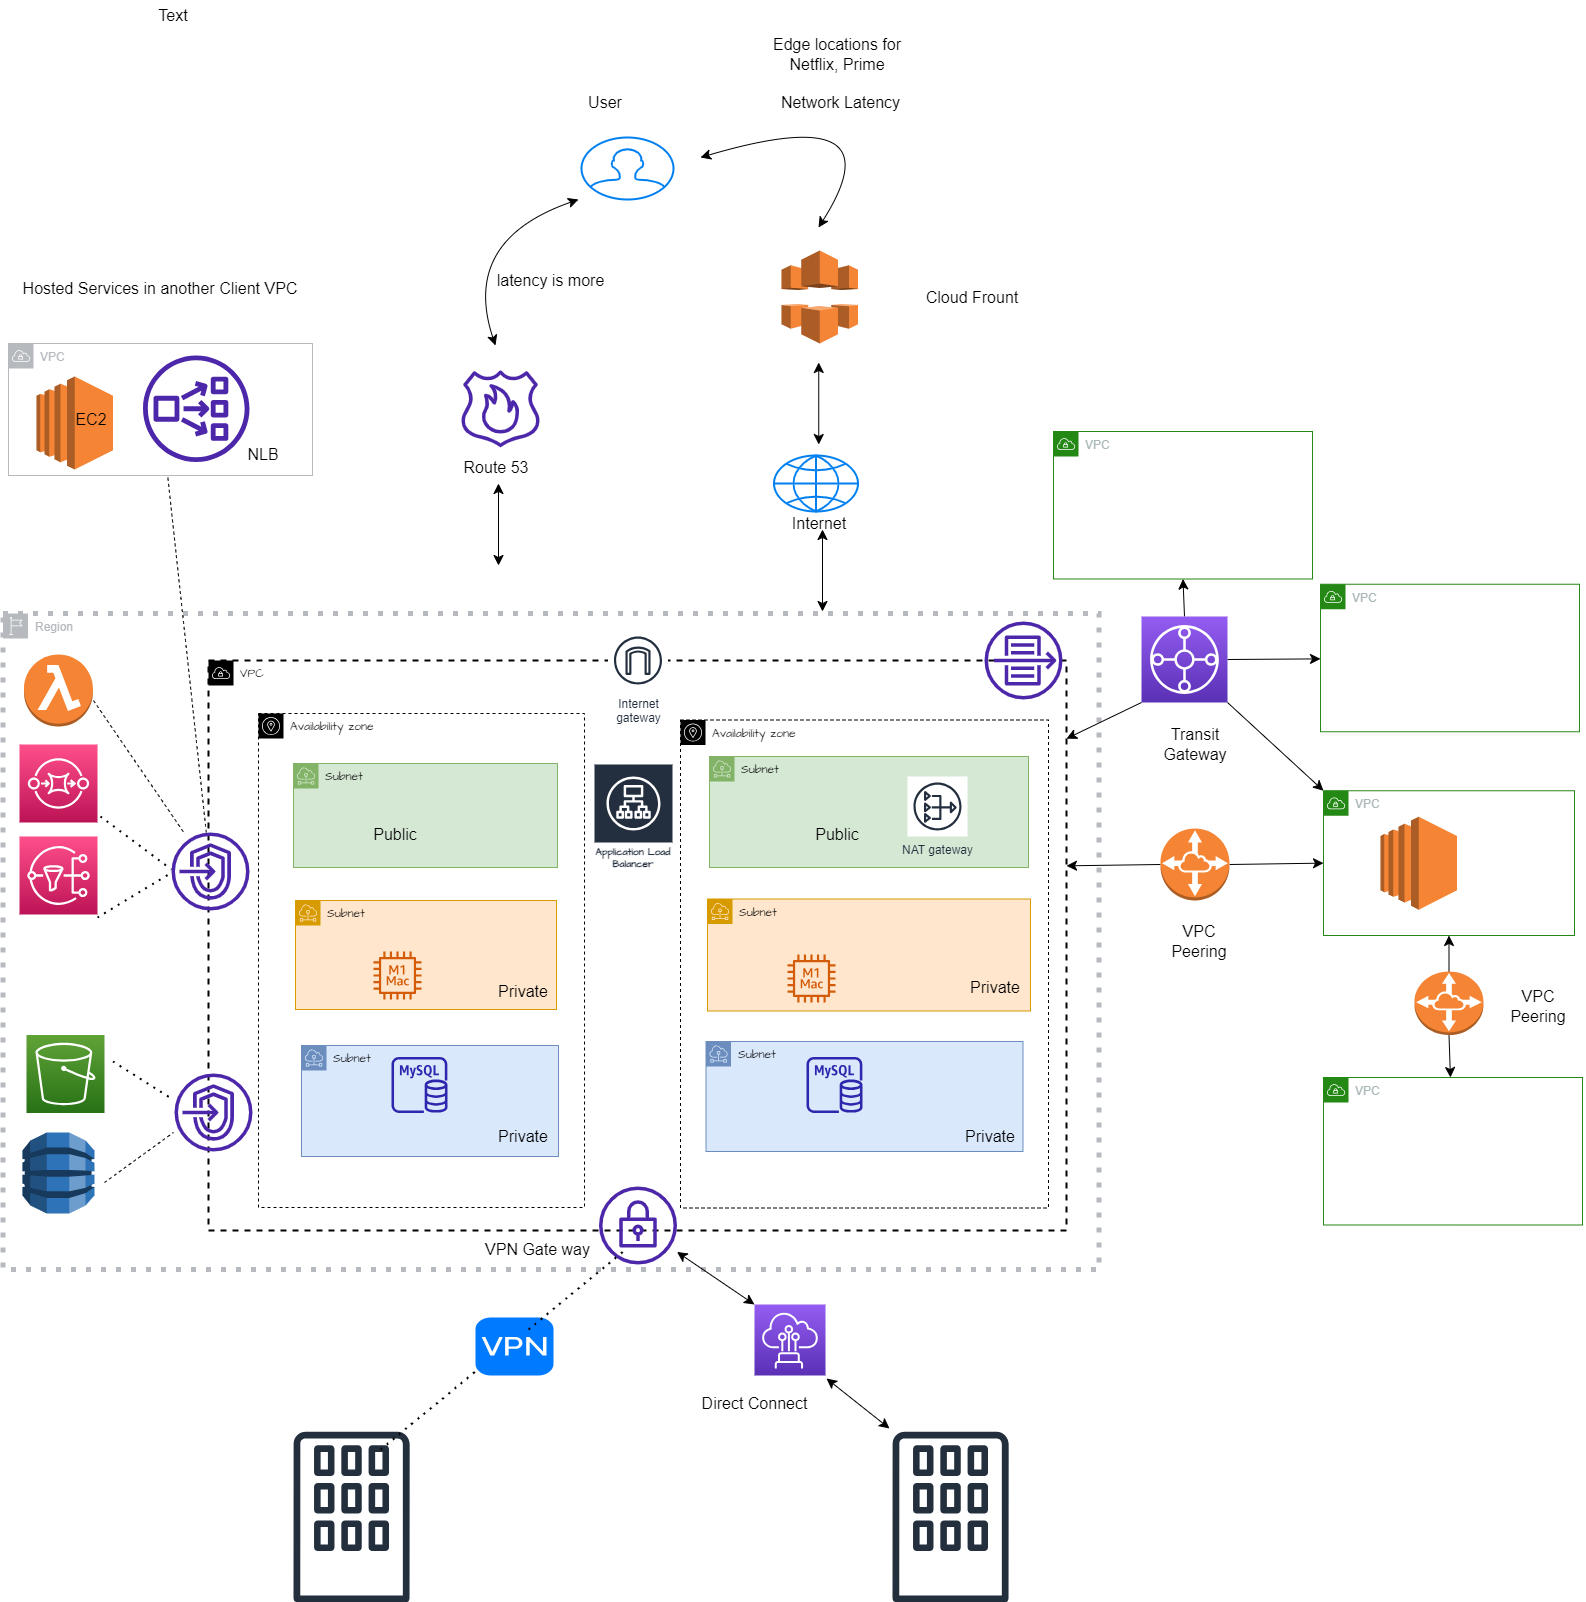 Text
Edge locations for
Netflix, Prime
User
Network Latency
latency is more
Hosted Services in another Client VPC
Cloud Frount
VPC
EC2
NLB
Route 53
VPC
Internet
VPC
Region
VPC
Internet
gateway
Availability zone
Availability zone
Transit
Gateway
Subnet
Subnet
VPC
Public
Public
Application Load
Balancer
NAT gateway
Subnet
Subnet
VPC
Peering
M1
Mac
Private
M1
Mac
Private
VPC
Peering
Subnet
MySQL
Subnet
MySQL
VPC
Private
Private
VPN Gate way
VPN
Direct Connect